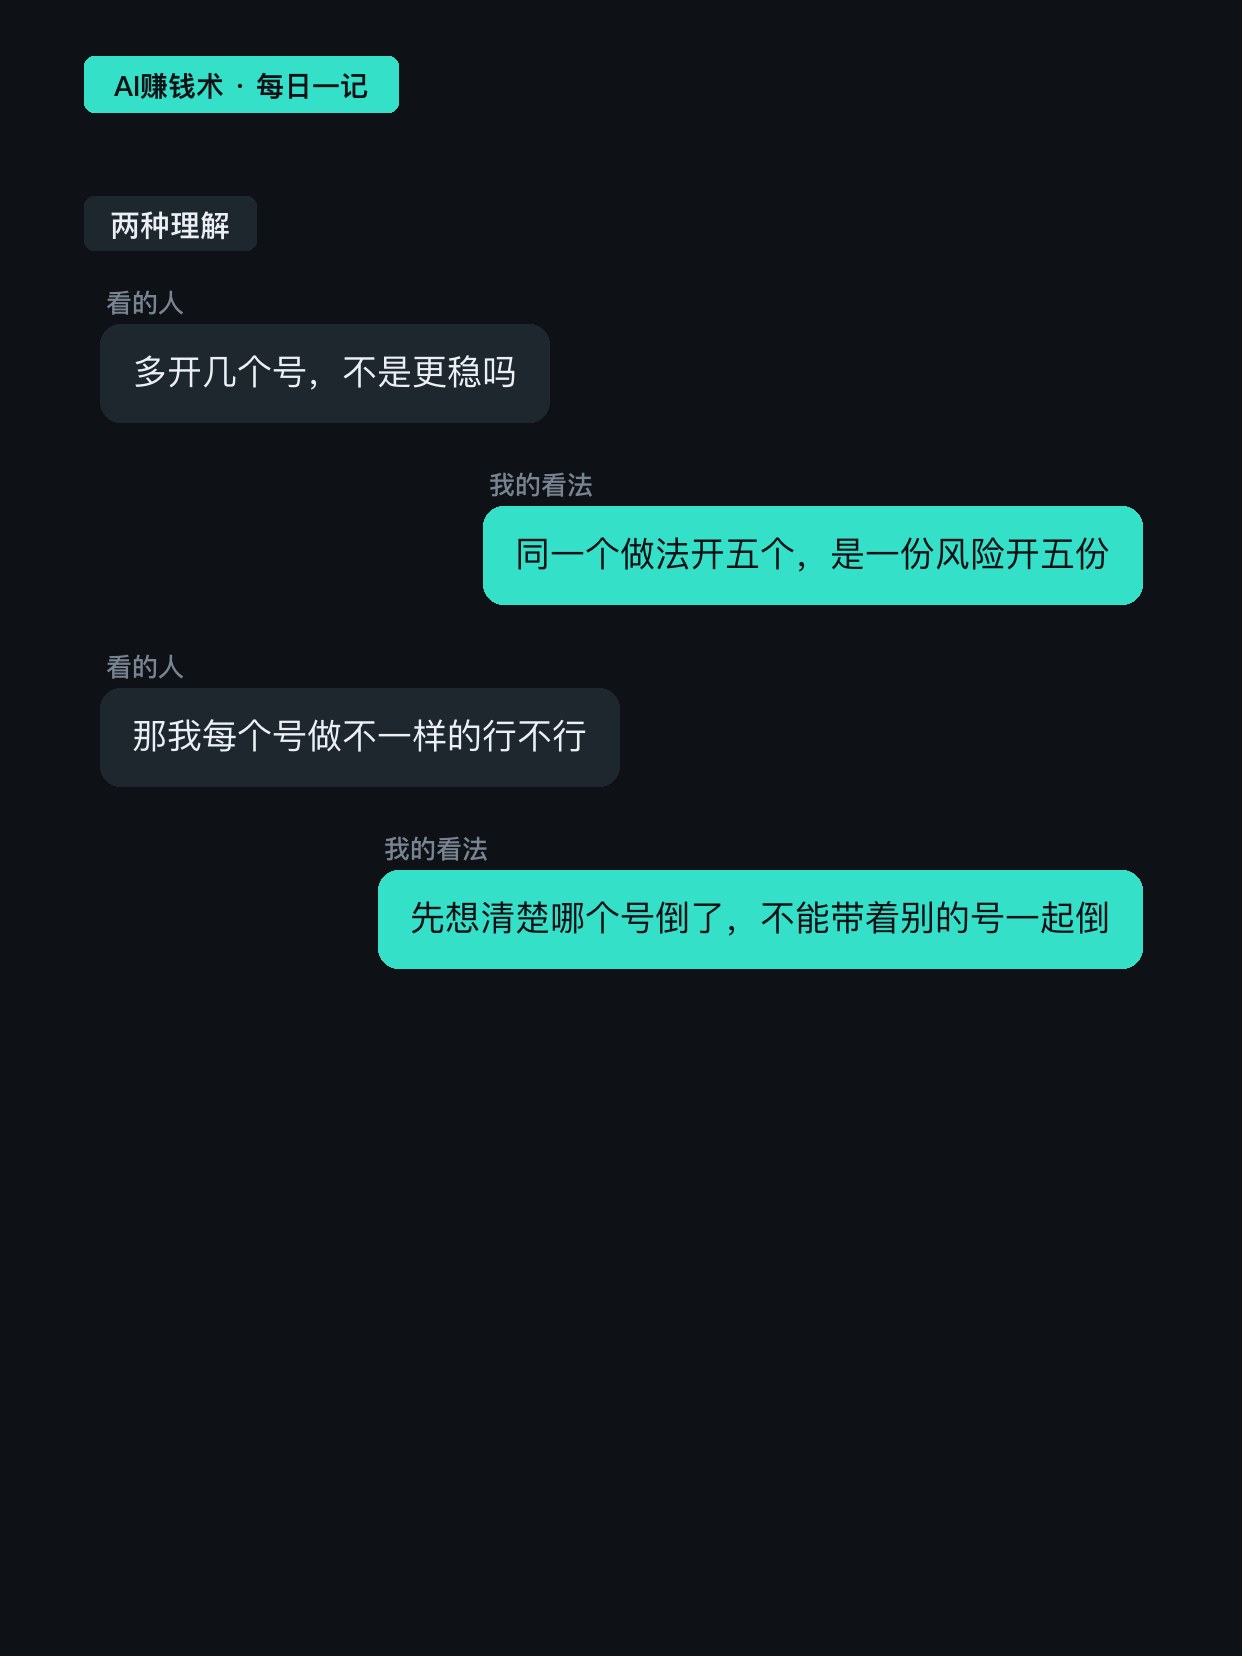 AI赚钱术 · 每日一记
两种理解
看的人
多开几个号，不是更稳吗
我的看法
同一个做法开五个，是一份风险开五份
看的人
那我每个号做不一样的行不行
我的看法
先想清楚哪个号倒了，不能带着别的号一起倒